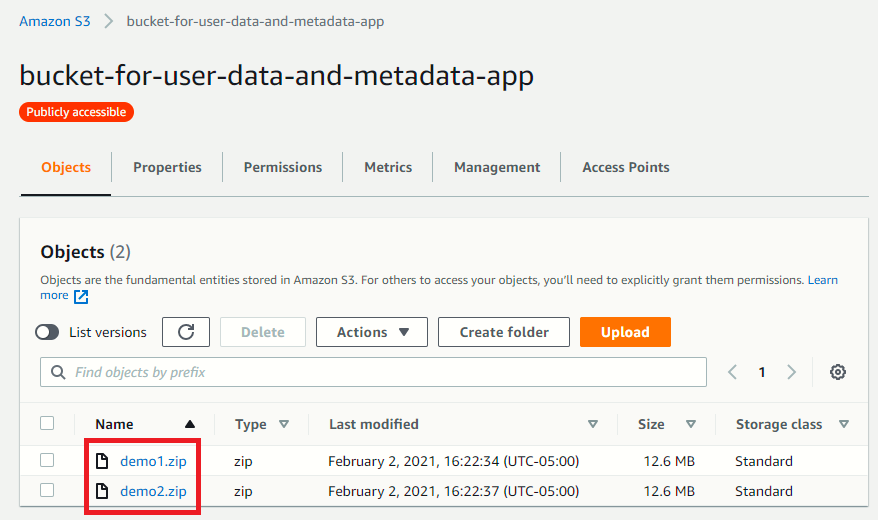 Amazon S3 > bucket-for-user-data-and-metadata-app
bucket-for-user-data-and-metadata-app
Publicly accessible
Objects Properties Permissions Metrics Management Access Points
Objects (2)
Objects are the fundamental entities stored in Amazon S3. For others to access your objects, you'll need to explicitly grant them permissions. Learn
more
List versions Delete Actions Create folder Upload
Find objects by prefix 1
Name Type Last modified Size Storage class
demo1.zip zip February 2, 2021, 16:22:34 (UTC-05:00) 12.6 MB Standard
demo2.zip zip February 2, 2021, 16:22:37 (UTC-05:00) 12.6 MB Standard